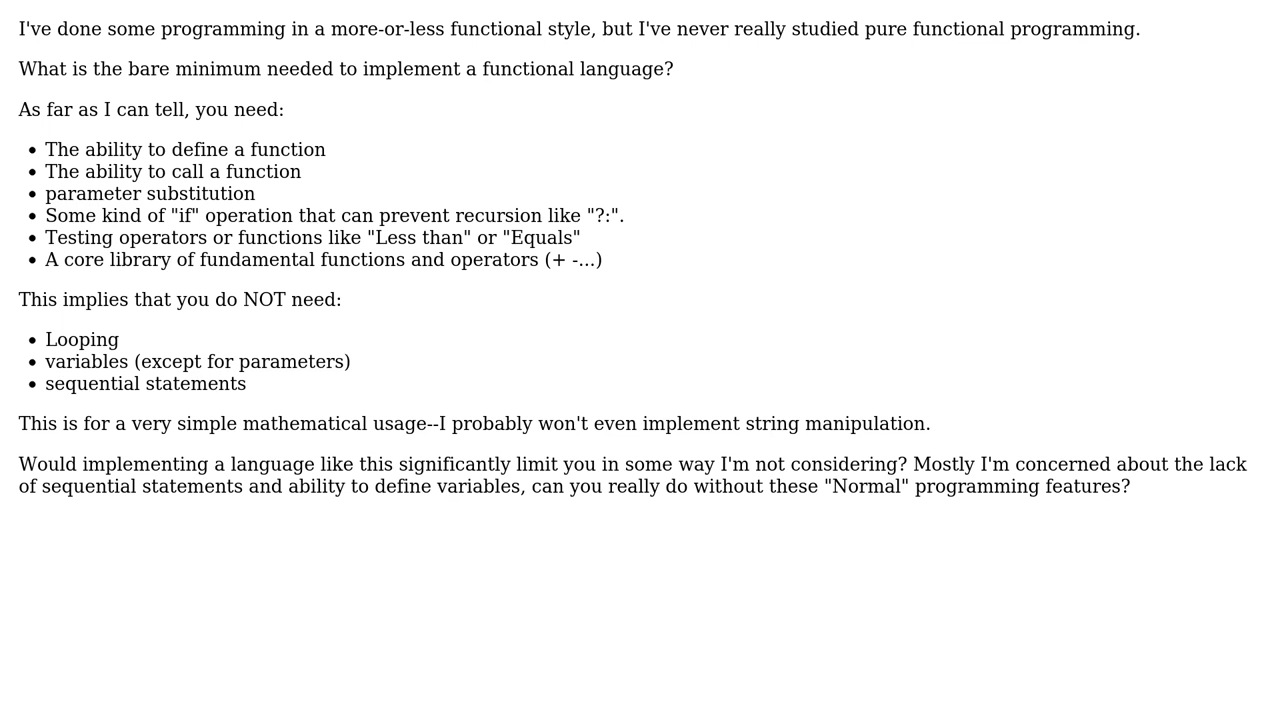 I've done some programming in a more-or-less functional style, but I've never really studied pure functional programming.
What is the bare minimum needed to implement a functional language?
As far as I can tell, you need:
• The ability to define a function
• The ability to call a function
• parameter substitution
• Some kind of "if" operation that can prevent recursion like "?:".
• Testing operators or functions like "Less than" or "Equals"
• A core library of fundamental functions and operators (+ -...)
This implies that you do NOT need:
• Looping
• variables (except for parameters)
• sequential statements
This is for a very simple mathematical usage--I probably won't even implement string manipulation.
Would implementing a language like this significantly limit you in some way I'm not considering? Mostly I'm concerned about the lack
of sequential statements and ability to define variables, can you really do without these "Normal" programming features?